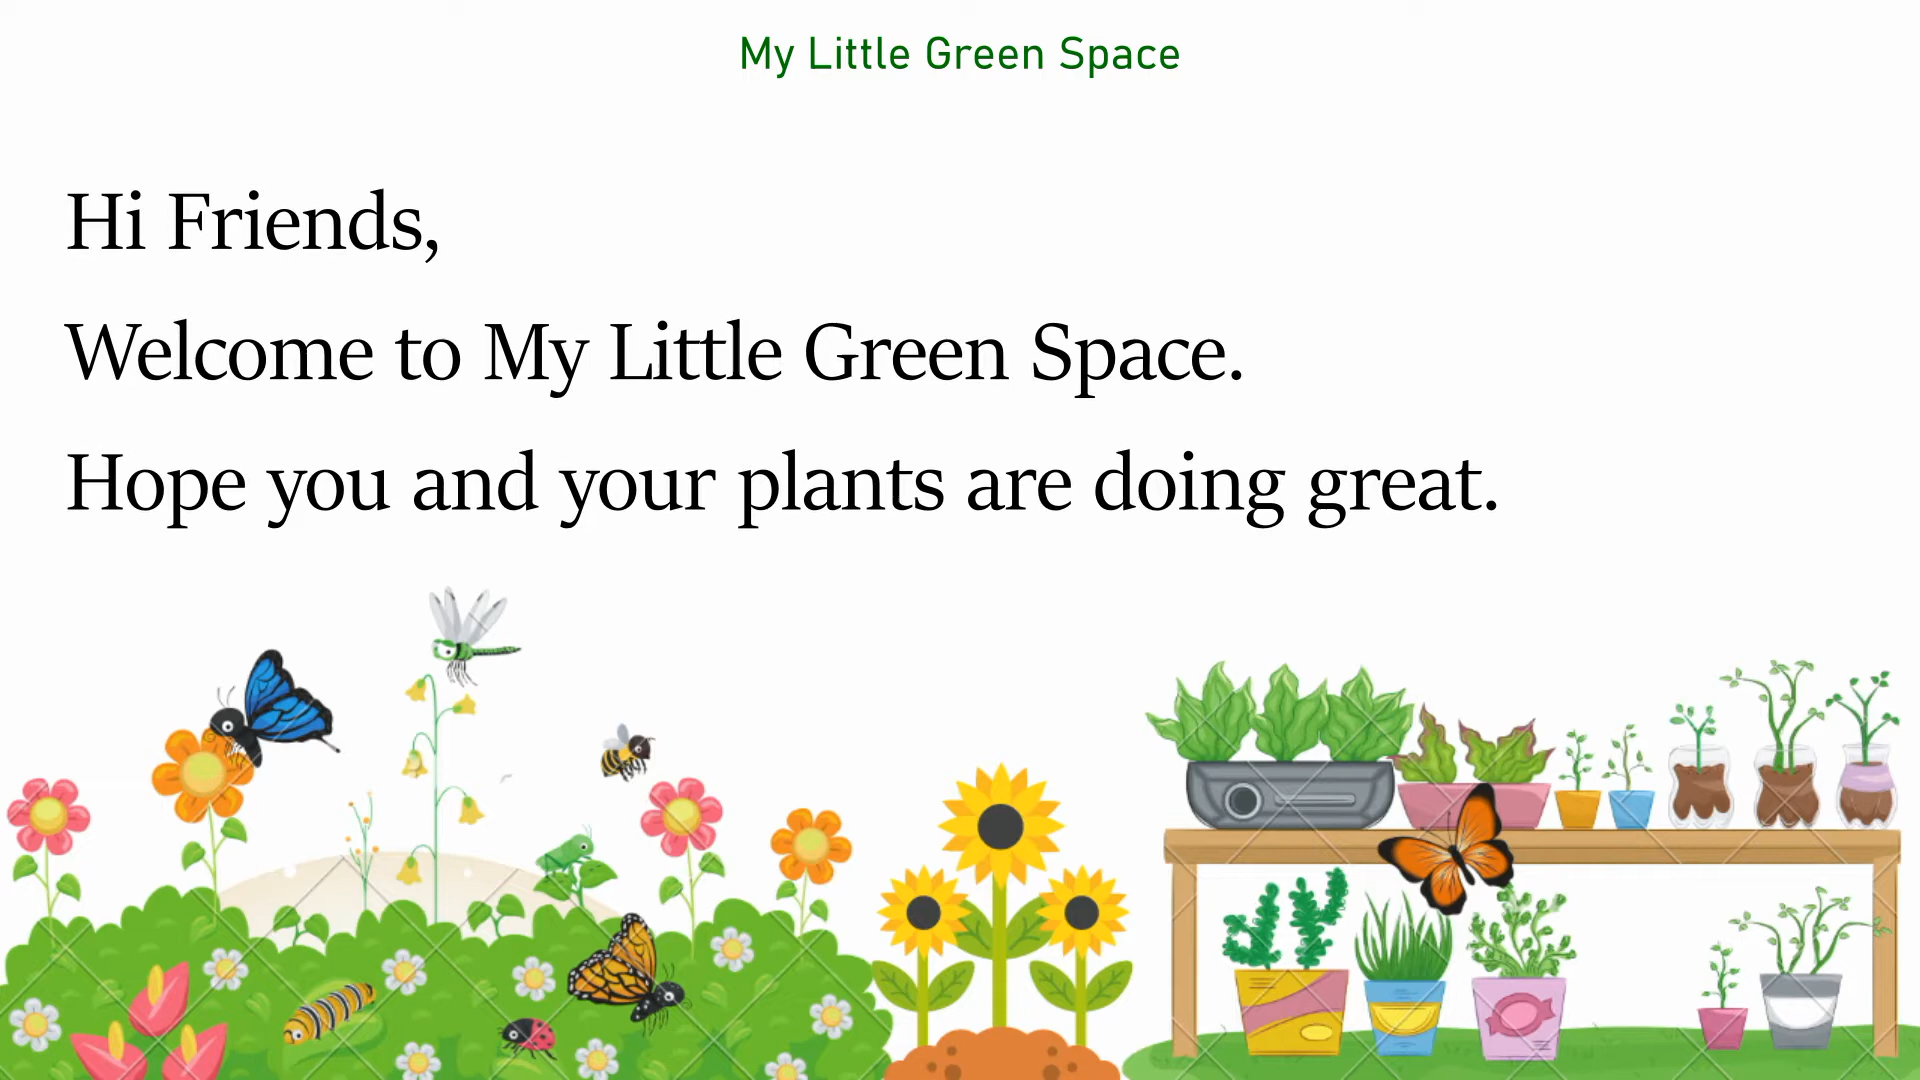 My Little Green Space
Hi Friends,
Welcome to My Little Green Space.
Hope you and your plants are doing great.